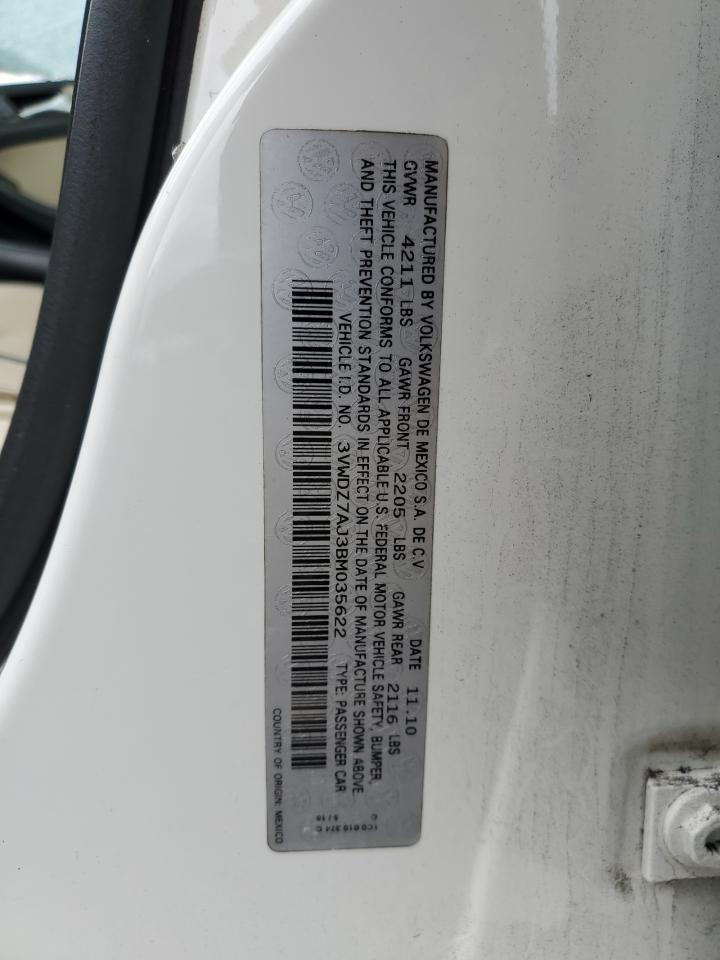 MANUFACTURED BY VOLKSWAGEN DE MEXICO S.A. DE C.V DATE 11.10
GVWR 4211 LBS GAWR FRONT 2205 LBS GAWR REAR 2116 LBS
THIS VEHICLE CONFORMS TO ALL APPLICABLE U.S. FEDERAL MOTOR VEHICLE SAFETY, BUMPER,
AND THEFT PREVENTION STANDARDS IN EFFECT ON THE DATE OF MANUFACTURE SHOWN ABOVE.
VEHICLE I.D. NO. 3VWDZ7AJ3BM035622 TYPE: PASSENGER CAR
COUNTRY OF ORIGIN: MEXICO